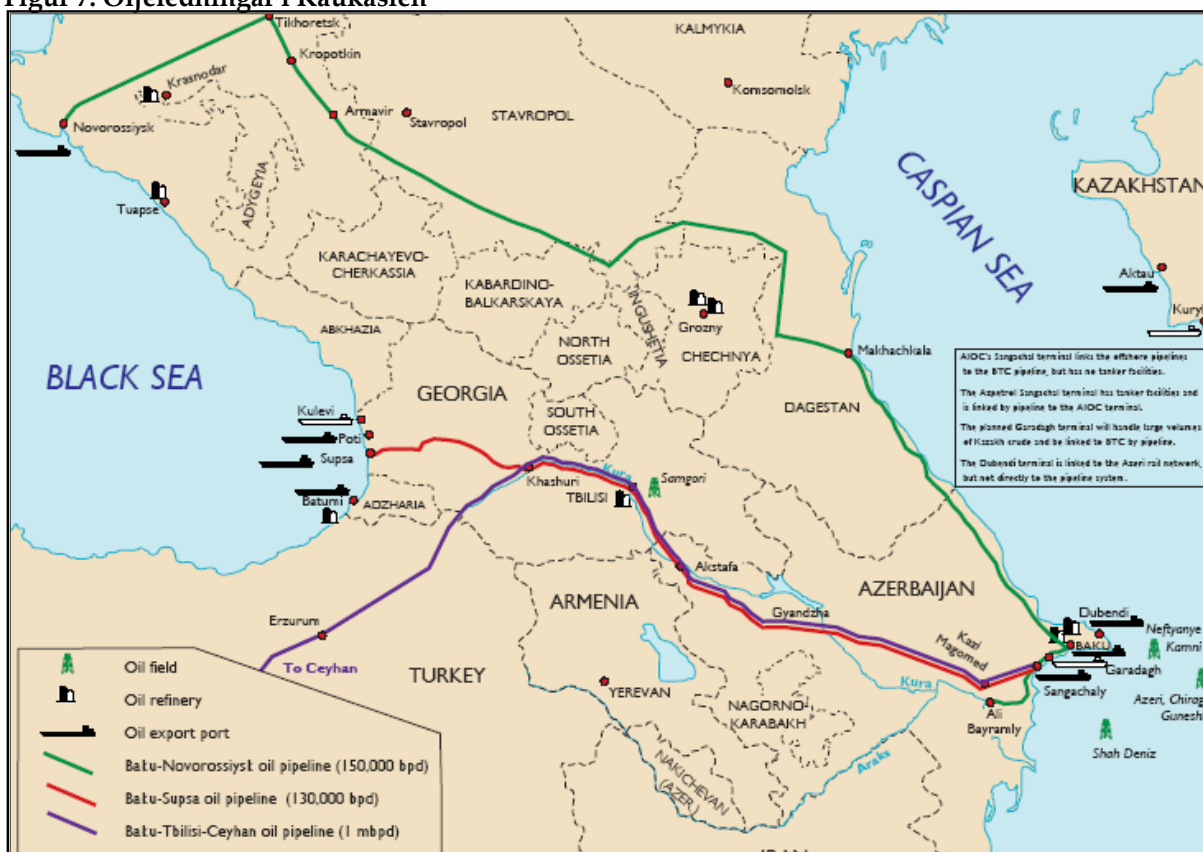 Figur 7. Oljeledningar i Kaukasien
Tikhoretsk
KALMYKIA
Kropotkin
Krasnodar
Komsomolsk
Armavir
Stavropol
STAVROPOL
Novorossiysk
CASPIAN SEA
KAZAKHSTAN
ADYGEYIA
Tuapse
KARACHAYEVO-
CHERKASSIA
Aktau
KABARDINO-
BALKARSKAYA
INGUSHETIA
Grozny
ABKHAZIA
NORTH
OSSETIA
CHECHNYA
Makhachkala
BLACK SEA
GEORGIA
DAGESTAN
SOUTH
OSSETIA
AIOC's Sangachal terminal links the offshore pipelines
to the BTC pipeline, but has no tanker facilities.
The Azpetrol Sangachal terminal has tanker facilities and
is linked by pipeline to the AIOC terminal.
The planned Garadagh terminal will handle large volumes
of Kazakh crude and be linked to BTC by pipeline.
The Dubendi terminal is linked to the Azeri rail network,
but not directly to the pipeline system.
Kulevi
Poti
Supsa
Khashuri
Kura
Samgori
TBILISI
Batumi
ADZHARIA
Akstafa
AZERBAIJAN
ARMENIA
Gyandzha
Dubendi
Erzurum
Kazi
Magomed
Neftyanye
Kamni
BAKU
Garadagh
To Ceyhan
TURKEY
YEREVAN
Kura
Sangachaly
NAGORNO-
KARABAKH
Ali
Bayramly
Azeri, Chirag
Gunesh
Araks
Shah Deniz
NAKICHEVAN
(AZER.)
Oil field
Oil refinery
Oil export port
Baku-Novorossiysk oil pipeline (150,000 bpd)
Baku-Supsa oil pipeline (130,000 bpd)
Baku-Tbilisi-Ceyhan oil pipeline (1 mbpd)